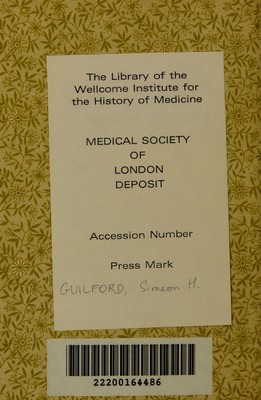 The Library of the
Wellcome Institute for
the History of Medicine
MEDICAL SOCIETY
OF
LONDON
DEPOSIT
Accession Number
Press Mark
GUILFORD, Simeon H.
22200164486